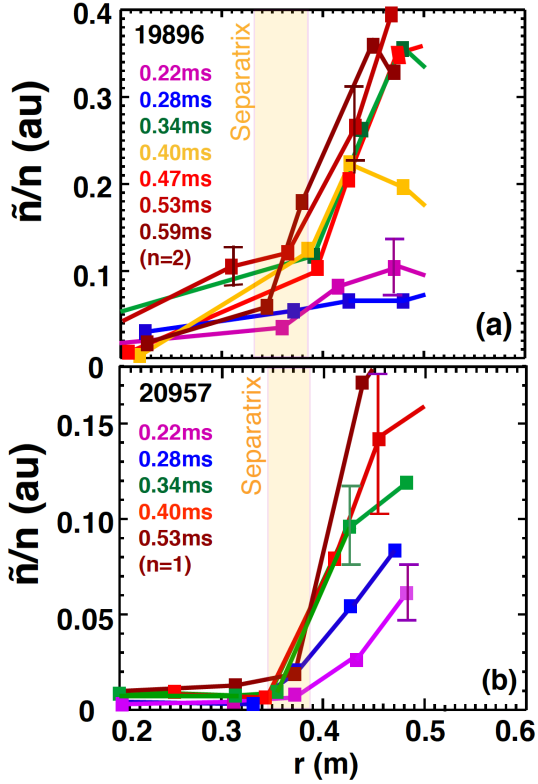 19896
0.22ms
0.28ms
0.34ms
0.40ms
0.47ms
0.53ms
0.59ms
(n=2)
Separatrix
ñ/n (au)
0.4
0.3
0.2
0.1
0
(a)
20957
0.22ms
0.28ms
0.34ms
0.40ms
0.53ms
(n=1)
Separatrix
ñ/n (au)
0
0.15
0.10
0.05
0
(b)
0.2 0.3 0.4 0.5 0.6
r (m)